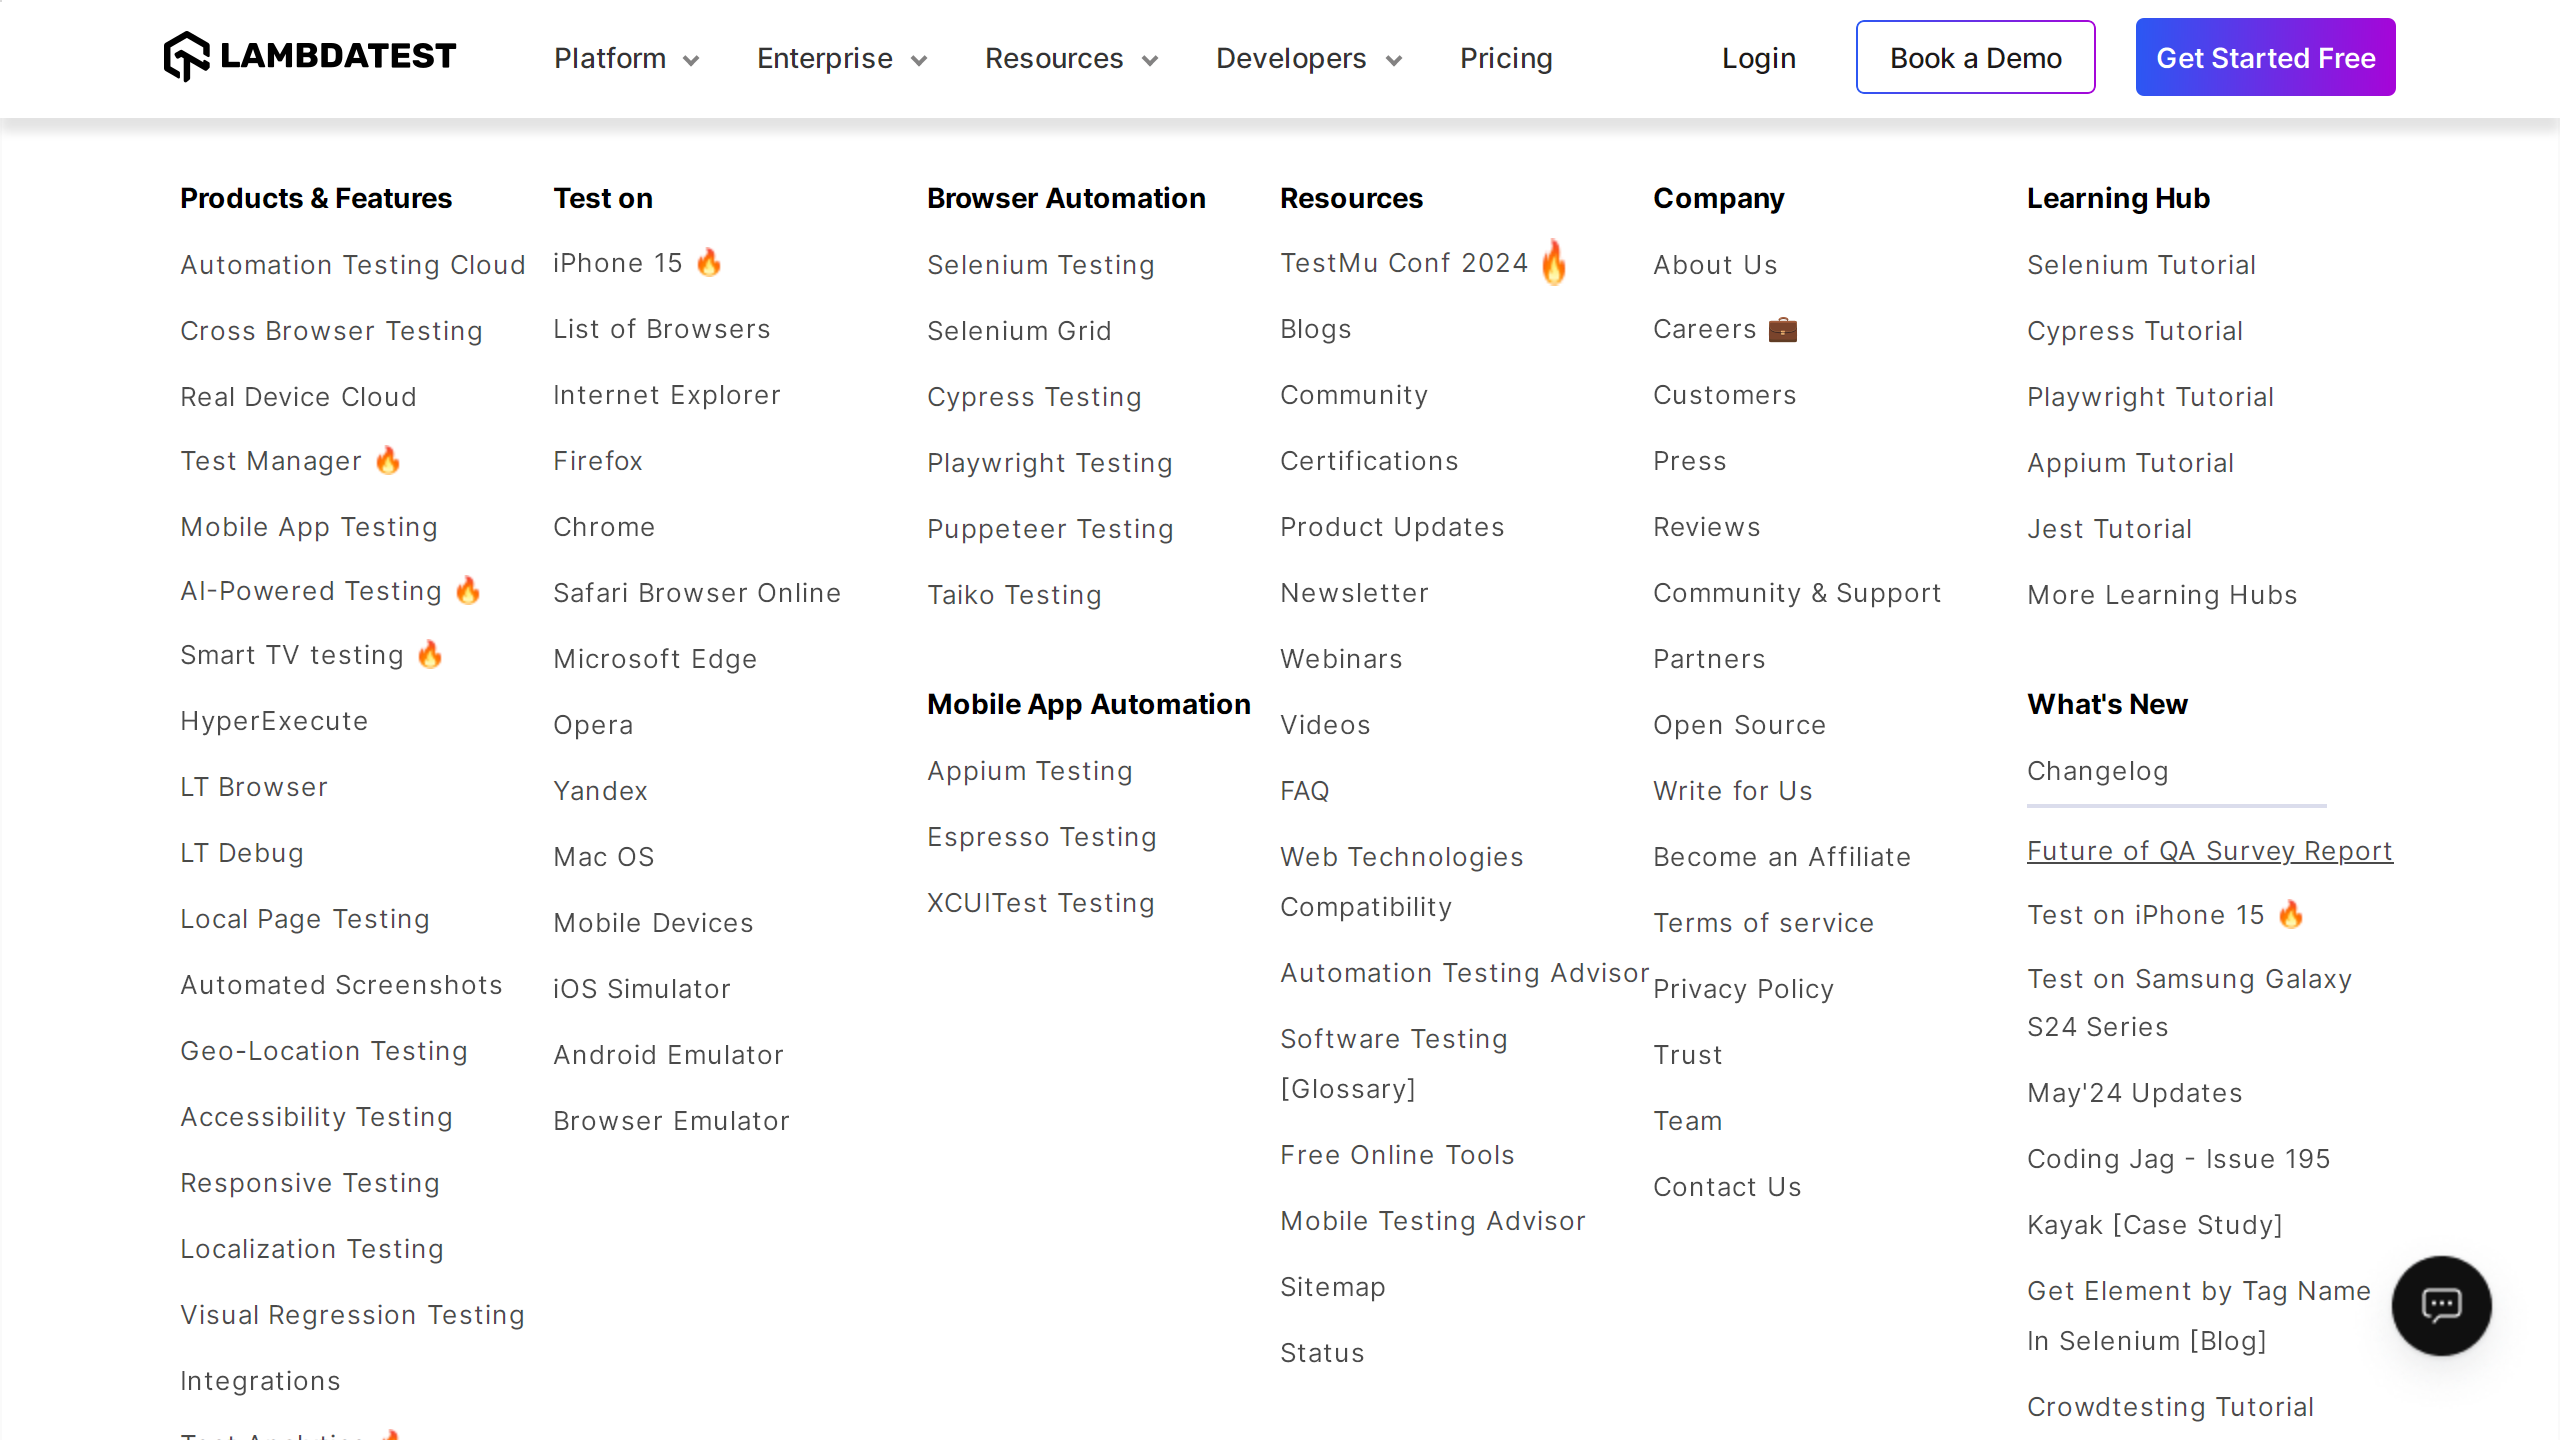 LAMBDATEST
Platform
Enterprise
Resources
Developers
Pricing
Login
Book a Demo
Get Started Free
Products & Features
Automation Testing Cloud
Cross Browser Testing
Real Device Cloud
Test Manager 🔥
Mobile App Testing
AI-Powered Testing 🔥
Smart TV testing 🔥
HyperExecute
LT Browser
LT Debug
Local Page Testing
Automated Screenshots
Geo-Location Testing
Accessibility Testing
Responsive Testing
Localization Testing
Visual Regression Testing
Integrations
Test on
iPhone 15 🔥
List of Browsers
Internet Explorer
Firefox
Chrome
Safari Browser Online
Microsoft Edge
Opera
Yandex
Mac OS
Mobile Devices
iOS Simulator
Android Emulator
Browser Emulator
Browser Automation
Selenium Testing
Selenium Grid
Cypress Testing
Playwright Testing
Puppeteer Testing
Taiko Testing
Mobile App Automation
Appium Testing
Espresso Testing
XCUITest Testing
Resources
TestMu Conf 2024 🔥
Blogs
Community
Certifications
Product Updates
Newsletter
Webinars
Videos
FAQ
Web Technologies
Compatibility
Automation Testing Advisor
Software Testing
[Glossary]
Free Online Tools
Mobile Testing Advisor
Sitemap
Status
Company
About Us
Careers 💼
Customers
Press
Reviews
Community & Support
Partners
Open Source
Write for Us
Become an Affiliate
Terms of service
Privacy Policy
Trust
Team
Contact Us
Learning Hub
Selenium Tutorial
Cypress Tutorial
Playwright Tutorial
Appium Tutorial
Jest Tutorial
More Learning Hubs
What's New
Changelog
Future of QA Survey Report
Test on iPhone 15 🔥
Test on Samsung Galaxy
S24 Series
May'24 Updates
Coding Jag - Issue 195
Kayak [Case Study]
Get Element by Tag Name
In Selenium [Blog]
Crowdtesting Tutorial